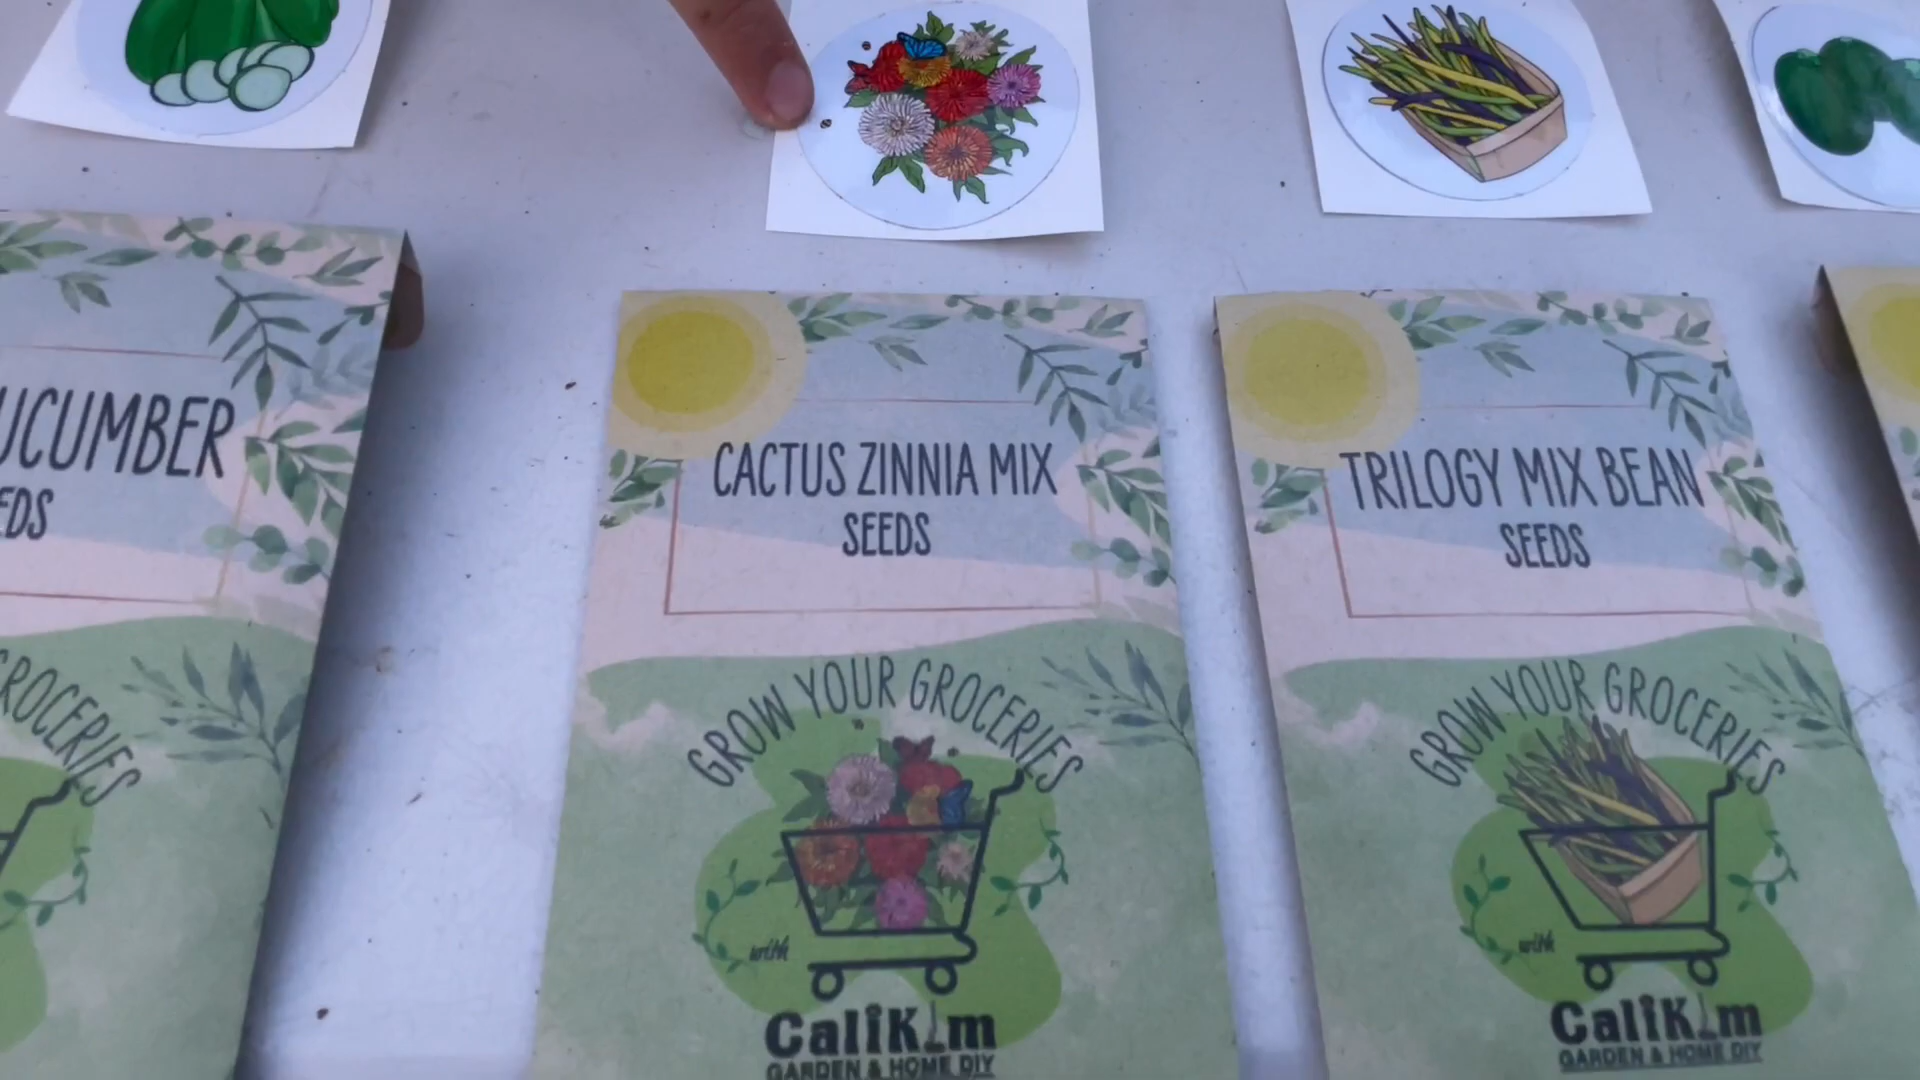 UCUMBER
EDS
ROCERIES
CACTUS ZINNIA MIX
SEEDS
GROW YOUR GROCERIES
with
CaliKim
GARDEN & HOME DIY
TRILOGY MIX BEAN
SEEDS
GROW YOUR GROCERIES
with
CaliKim
GARDEN & HOME DIY